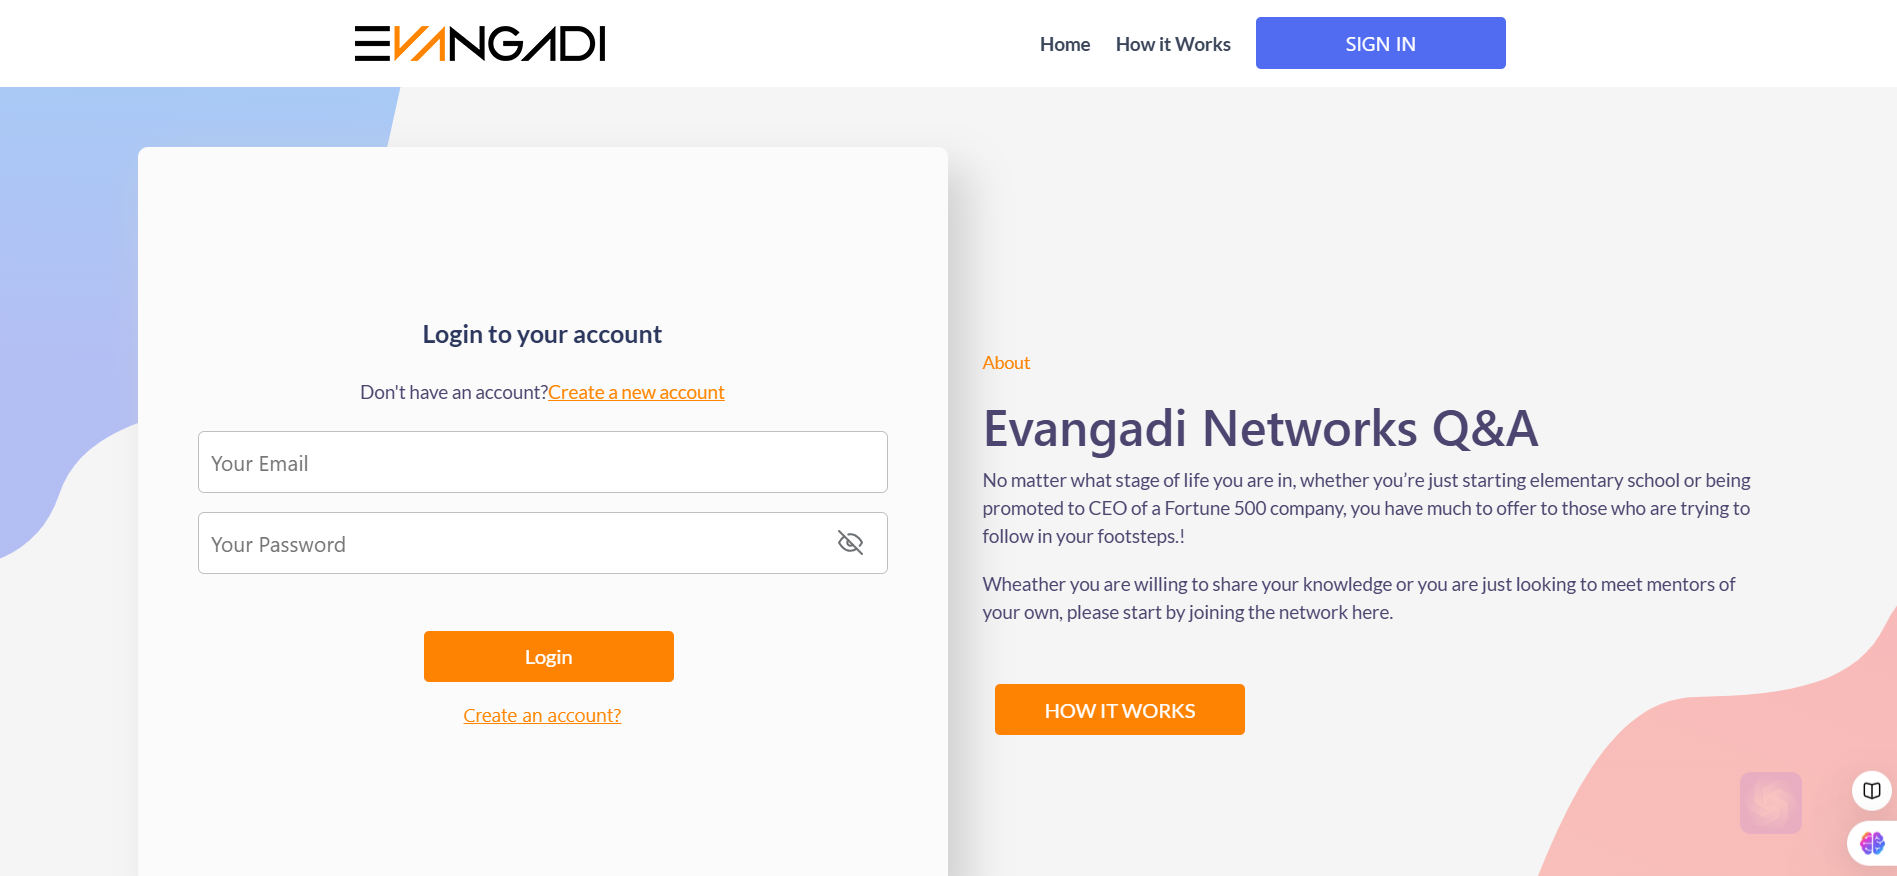 EVANGADI
Home
How it Works
SIGN IN
Login to your account
Don't have an account?Create a new account
Your Email
Your Password
Login
Create an account?
About
Evangadi Networks Q&A
No matter what stage of life you are in, whether you’re just starting elementary school or being
promoted to CEO of a Fortune 500 company, you have much to offer to those who are trying to
follow in your footsteps.!
Wheather you are willing to share your knowledge or you are just looking to meet mentors of
your own, please start by joining the network here.
HOW IT WORKS